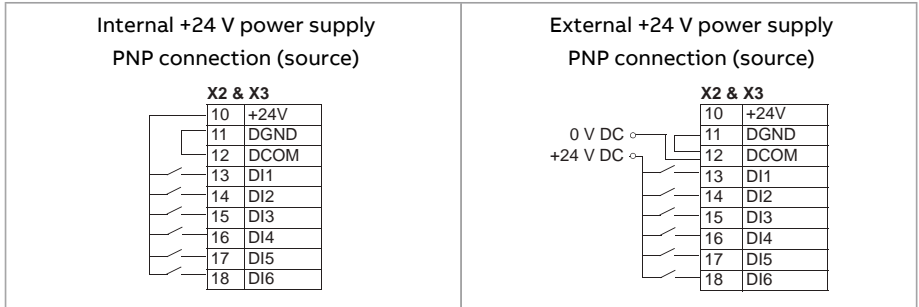 Internal +24 V power supply
PNP connection (source)
X2 & X3
10 +24V
11 DGND
12 DCOM
13 DI1
14 DI2
15 DI3
16 DI4
17 DI5
18 DI6
External +24 V power supply
PNP connection (source)
X2 & X3
10 +24V
0 V DC 11 DGND
+24 V DC 12 DCOM
13 DI1
14 DI2
15 DI3
16 DI4
17 DI5
18 DI6